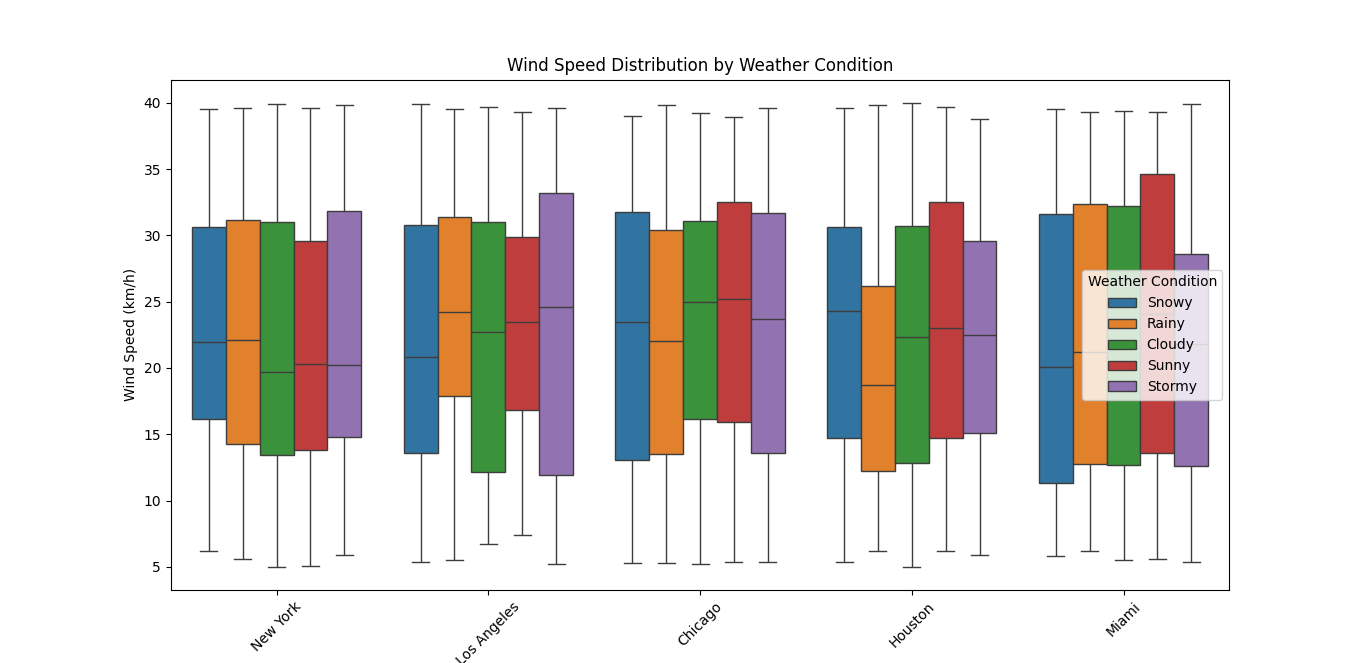 Wind Speed Distribution by Weather Condition
Wind Speed (km/h)
40
35
30
25
20
15
10
5
Weather Condition
Snowy
Rainy
Cloudy
Sunny
Stormy
New York
Los Angeles
Chicago
Houston
Miami